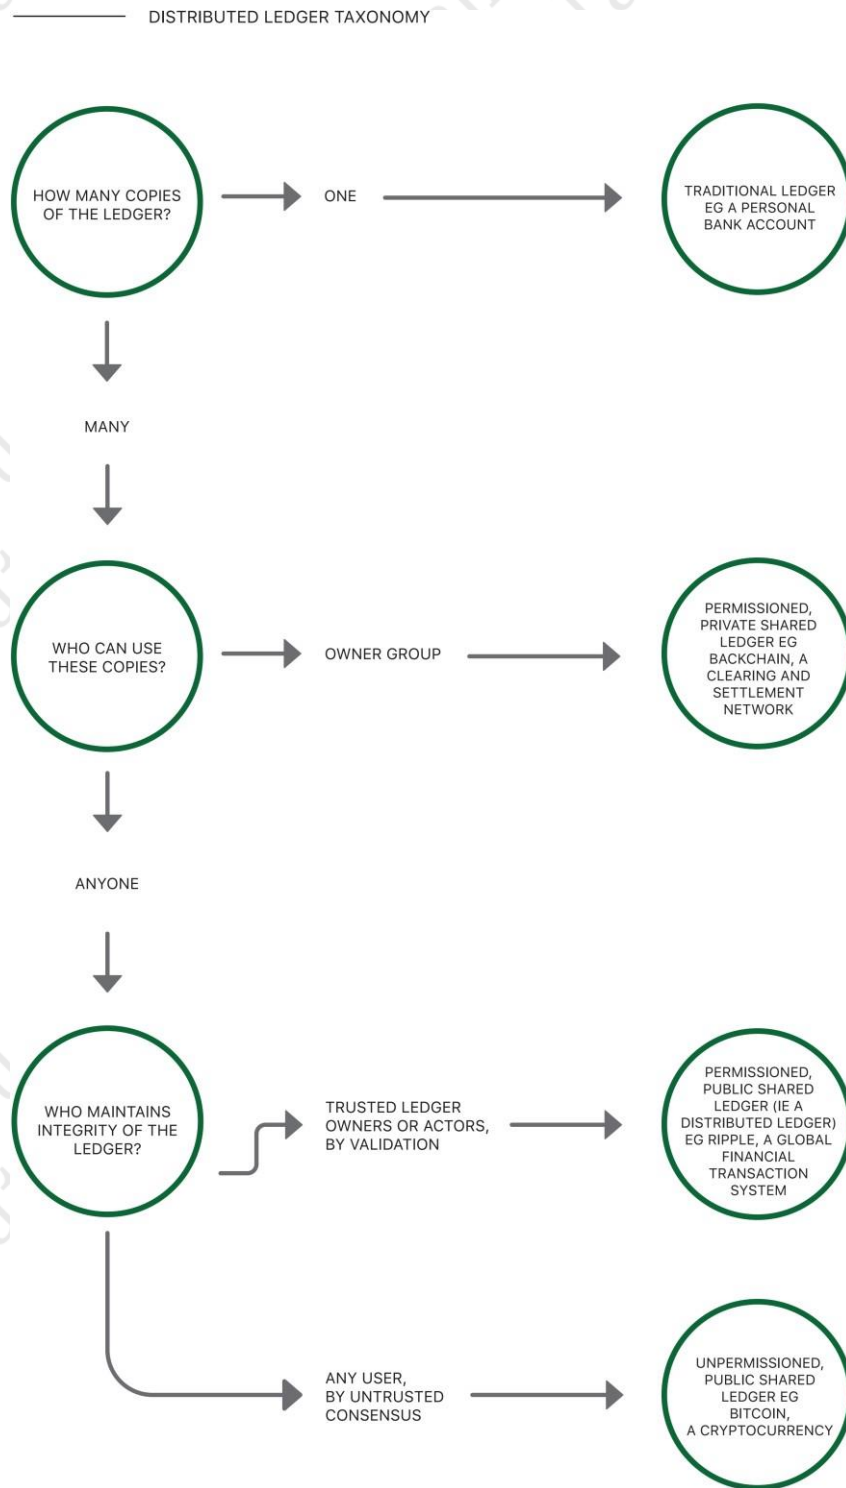 DISTRIBUTED LEDGER TAXONOMY
HOW MANY COPIES
OF THE LEDGER?
ONE
TRADITIONAL LEDGER
EG A PERSONAL
BANK ACCOUNT
MANY
WHO CAN USE
THESE COPIES?
OWNER GROUP
PERMISSIONED,
PRIVATE SHARED
LEDGER EG
BACKCHAIN, A
CLEARING AND
SETTLEMENT
NETWORK
ANYONE
WHO MAINTAINS
INTEGRITY OF THE
LEDGER?
TRUSTED LEDGER
OWNERS OR ACTORS,
BY VALIDATION
PERMISSIONED,
PUBLIC SHARED
LEDGER (IE A
DISTRIBUTED LEDGER)
EG RIPPLE, A GLOBAL
FINANCIAL
TRANSACTION
SYSTEM
ANY USER,
BY UNTRUSTED
CONSENSUS
UNPERMISSIONED,
PUBLIC SHARED
LEDGER EG
BITCOIN,
A CRYPTOCURRENCY